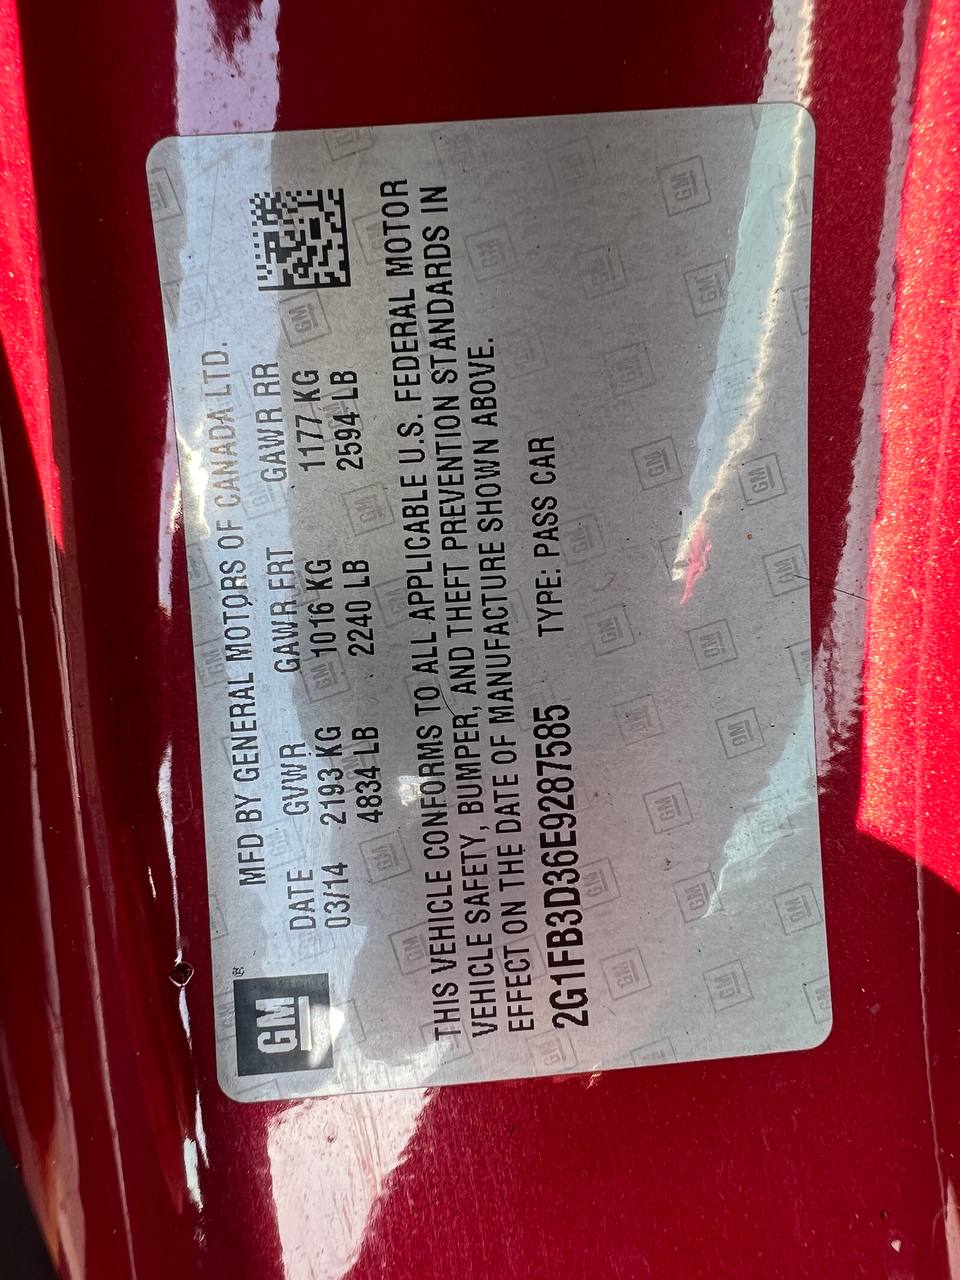 GM®
MFD BY GENERAL MOTORS OF CANADA LTD.
DATE GVWR GAWR FRT GAWR RR
03/14 2193 KG 1016 KG 1177 KG
4834 LB 2240 LB 2594 LB
THIS VEHICLE CONFORMS TO ALL APPLICABLE U.S. FEDERAL MOTOR
VEHICLE SAFETY, BUMPER, AND THEFT PREVENTION STANDARDS IN
EFFECT ON THE DATE OF MANUFACTURE SHOWN ABOVE.
2G1FB3D36E9287585 TYPE: PASS CAR